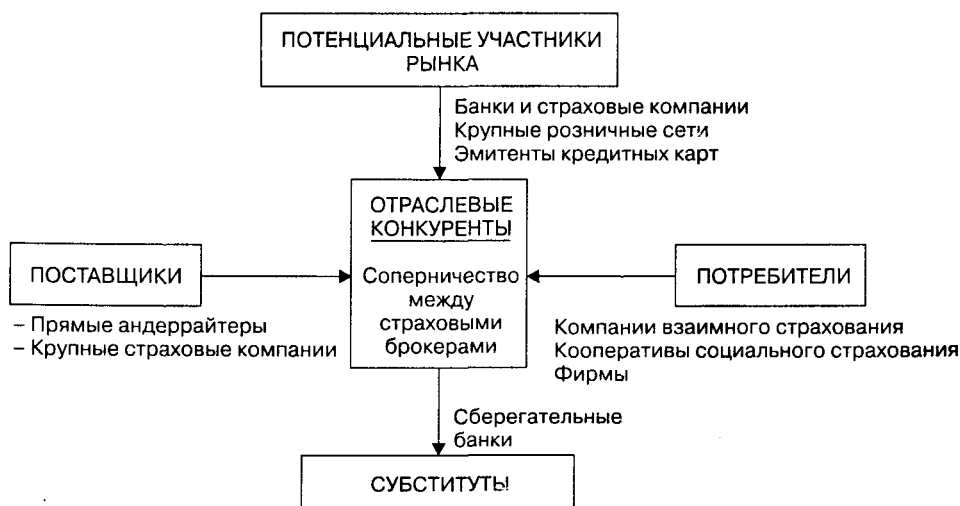 ПОТЕНЦИАЛЬНЫЕ УЧАСТНИКИ
РЫНКА
Банки и страховые компании
Крупные розничные сети
Эмитенты кредитных карт
ОТРАСЛЕВЫЕ
КОНКУРЕНТЫ
Соперничество
между
страховыми
брокерами
ПОСТАВЩИКИ
– Прямые андеррайтеры
– Крупные страховые компании
ПОТРЕБИТЕЛИ
Компании взаимного страхования
Кооперативы социального страхования
Фирмы
Сберегательные
банки
СУБСТИТУТЫ